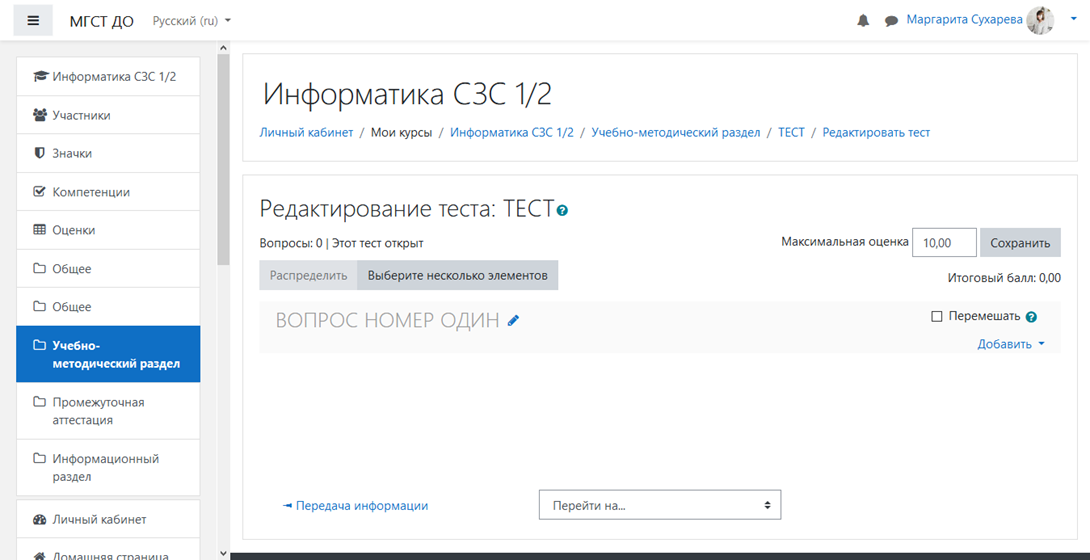 МГСТ ДО Русский (ru) Маргарита Сухарева
Информатика СЗС 1/2
Участники
Значки
Компетенции
Оценки
Общее
Общее
Учебно-
методический раздел
Промежуточная
аттестация
Информационный
раздел
Личный кабинет
Домашняя страница
Информатика СЗС 1/2
Личный кабинет / Мои курсы / Информатика СЗС 1/2 / Учебно-методический раздел / ТЕСТ / Редактировать тест
Редактирование теста: ТЕСТ
Вопросы: 0 | Этот тест открыт
Максимальная оценка 10,00 Сохранить
Распределить Выберите несколько элементов
Итоговый балл: 0,00
ВОПРОС НОМЕР ОДИН
Перемешать
Добавить
◄ Передача информации
Перейти на...